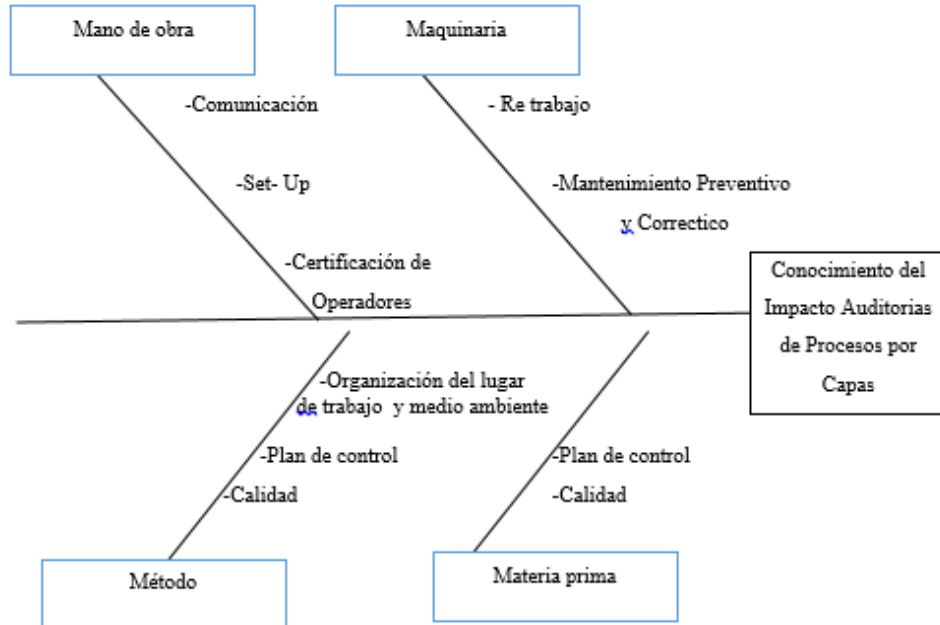 Mano de obra
Maquinaria
-Comunicación
- Re trabajo
-Set- Up
-Mantenimiento Preventivo
y Correctico
-Certificación de
Operadores
Conocimiento del
Impacto Auditorias
de Procesos por
Capas
-Organización del lugar
de trabajo y medio ambiente
-Plan de control
-Calidad
-Plan de control
-Calidad
Método
Materia prima